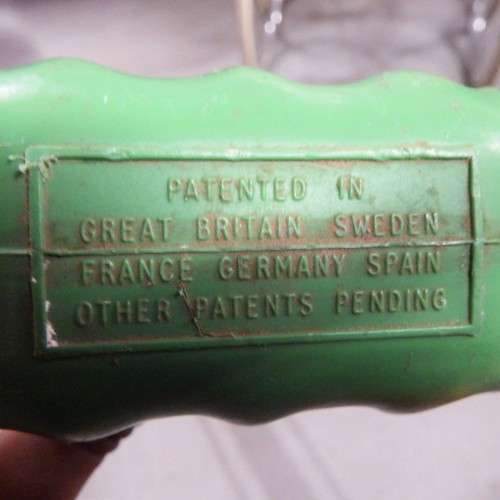 PATENTED IN
GREAT BRITAIN SWEDEN
FRANCE GERMANY SPAIN
OTHER PATENTS PENDING